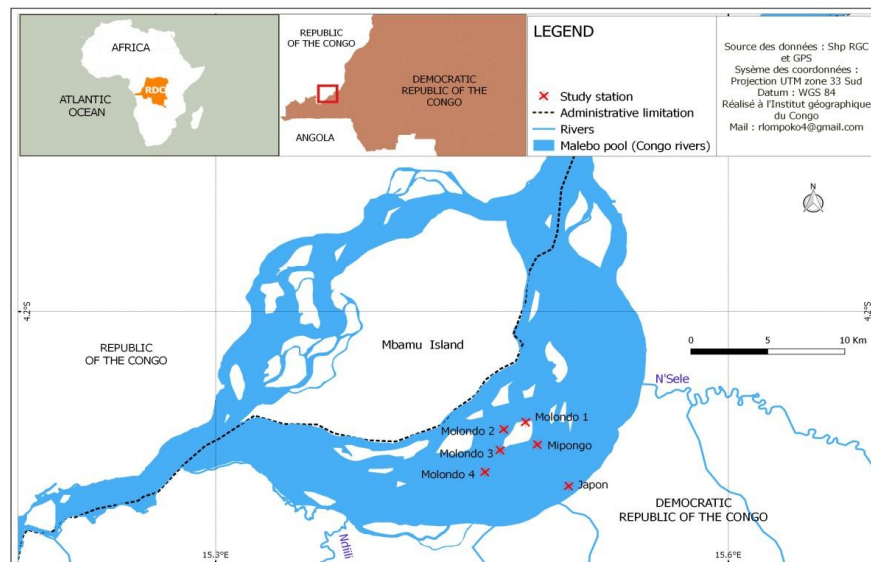 AFRICA
RDC
ATLANTIC
OCEAN
REPUBLIC
OF THE CONGO
DEMOCRATIC
REPUBLIC OF THE
CONGO
ANGOLA
LEGEND
Study station
Administrative limitation
Rivers
Malebo pool (Congo rivers)
Source des données : Shp RGC
et GPS
Sysème des coordonnées :
Projection UTM zone 33 Sud
Datum : WGS 84
Réalisé à l'Institut géographique
du Congo
Mail : rlompoko4@gmail.com
N
4.2°S
4.2°S
REPUBLIC
OF THE CONGO
Mbamu Island
0 5 10 Km
N'Sele
Molondo 1
Molondo 2
Mipongo
Molondo 3
Molondo 4
Japon
DEMOCRATIC
REPUBLIC OF THE CONGO
Ndjili
15.3°E
15.6°E